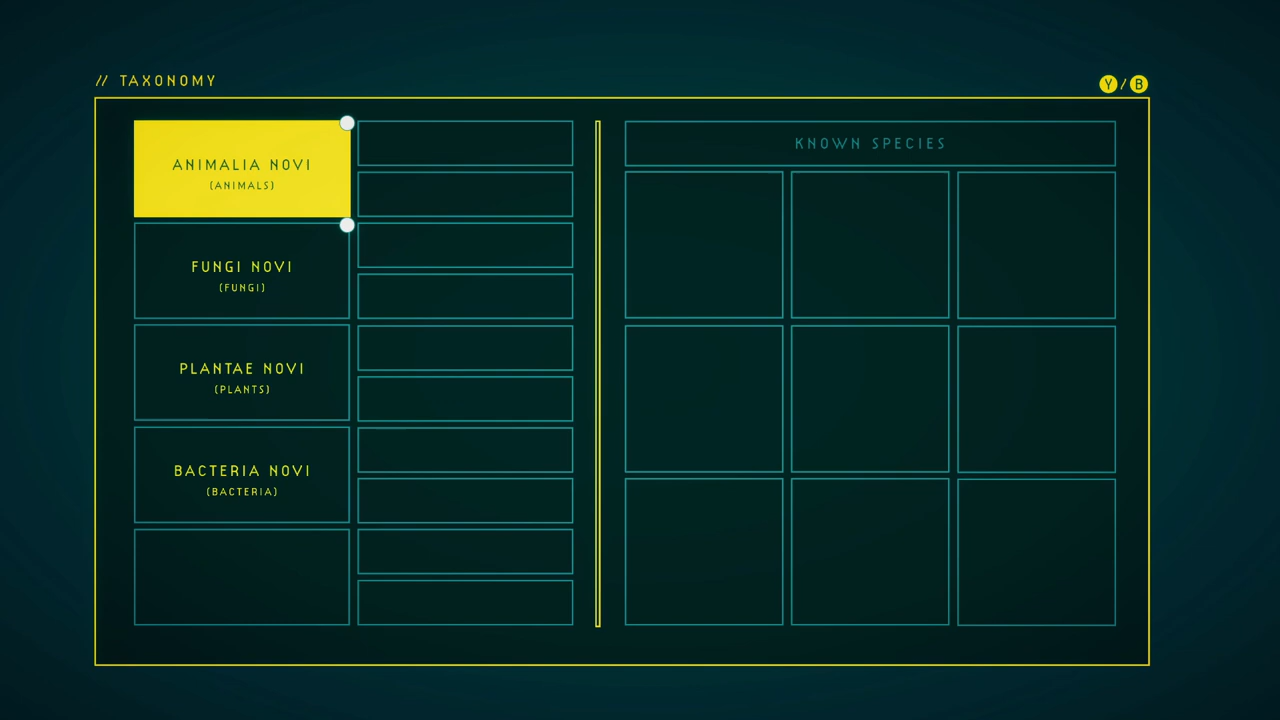 // TAXONOMY
Y / B
ANIMALIA NOVI
(ANIMALS)
FUNGI NOVI
(FUNGI)
PLANTAE NOVI
(PLANTS)
BACTERIA NOVI
(BACTERIA)
KNOWN SPECIES